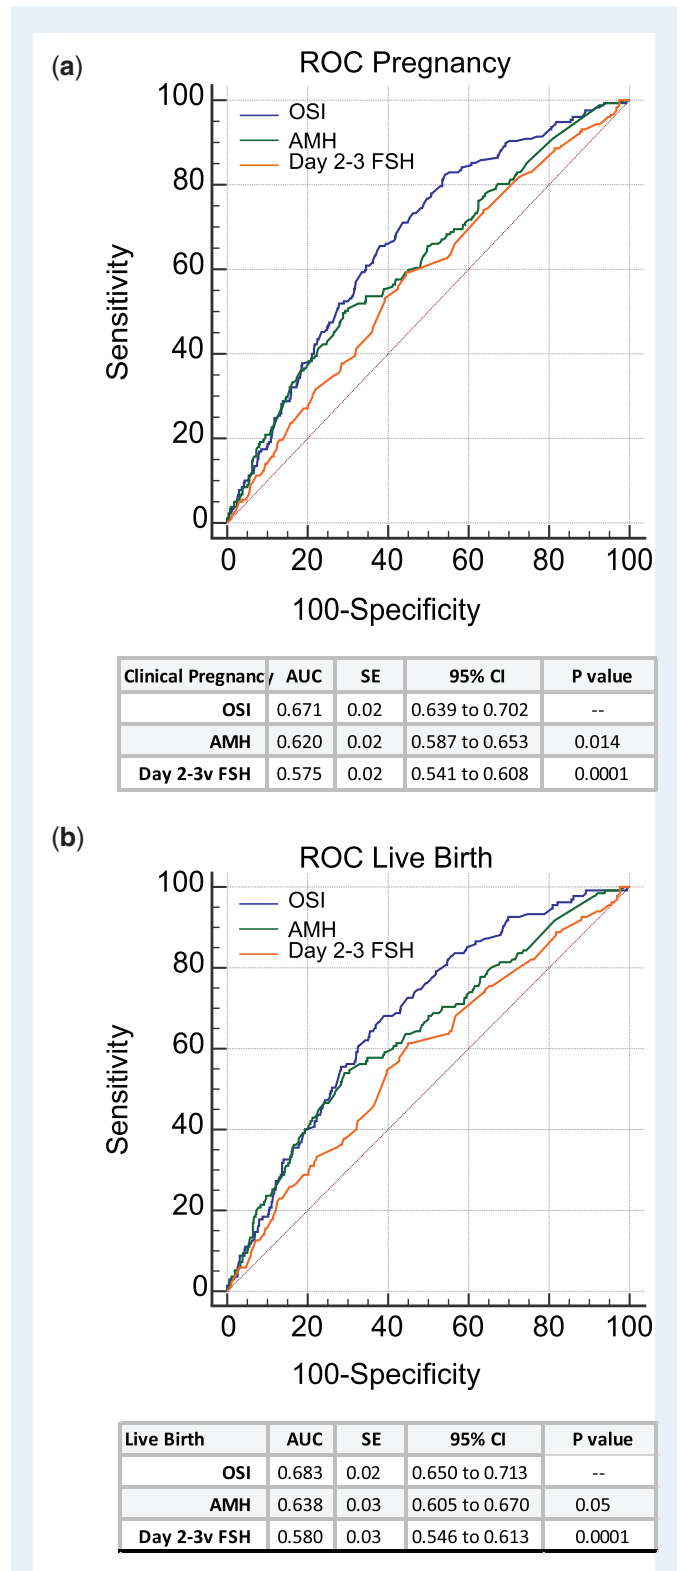 (a)
ROC Pregnancy
OSI
AMH
Day 2-3 FSH
100
80
60
40
20
0
Sensitivity
0 20 40 60 80 100
100-Specificity
Clinical Pregnancy AUC SE 95% CI P value
OSI 0.671 0.02 0.639 to 0.702 --
AMH 0.620 0.02 0.587 to 0.653 0.014
Day 2-3v FSH 0.575 0.02 0.541 to 0.608 0.0001
(b)
ROC Live Birth
OSI
AMH
Day 2-3 FSH
100
80
60
40
20
0
Sensitivity
0 20 40 60 80 100
100-Specificity
Live Birth AUC SE 95% CI P value
OSI 0.683 0.02 0.650 to 0.713 --
AMH 0.638 0.03 0.605 to 0.670 0.05
Day 2-3v FSH 0.580 0.03 0.546 to 0.613 0.0001